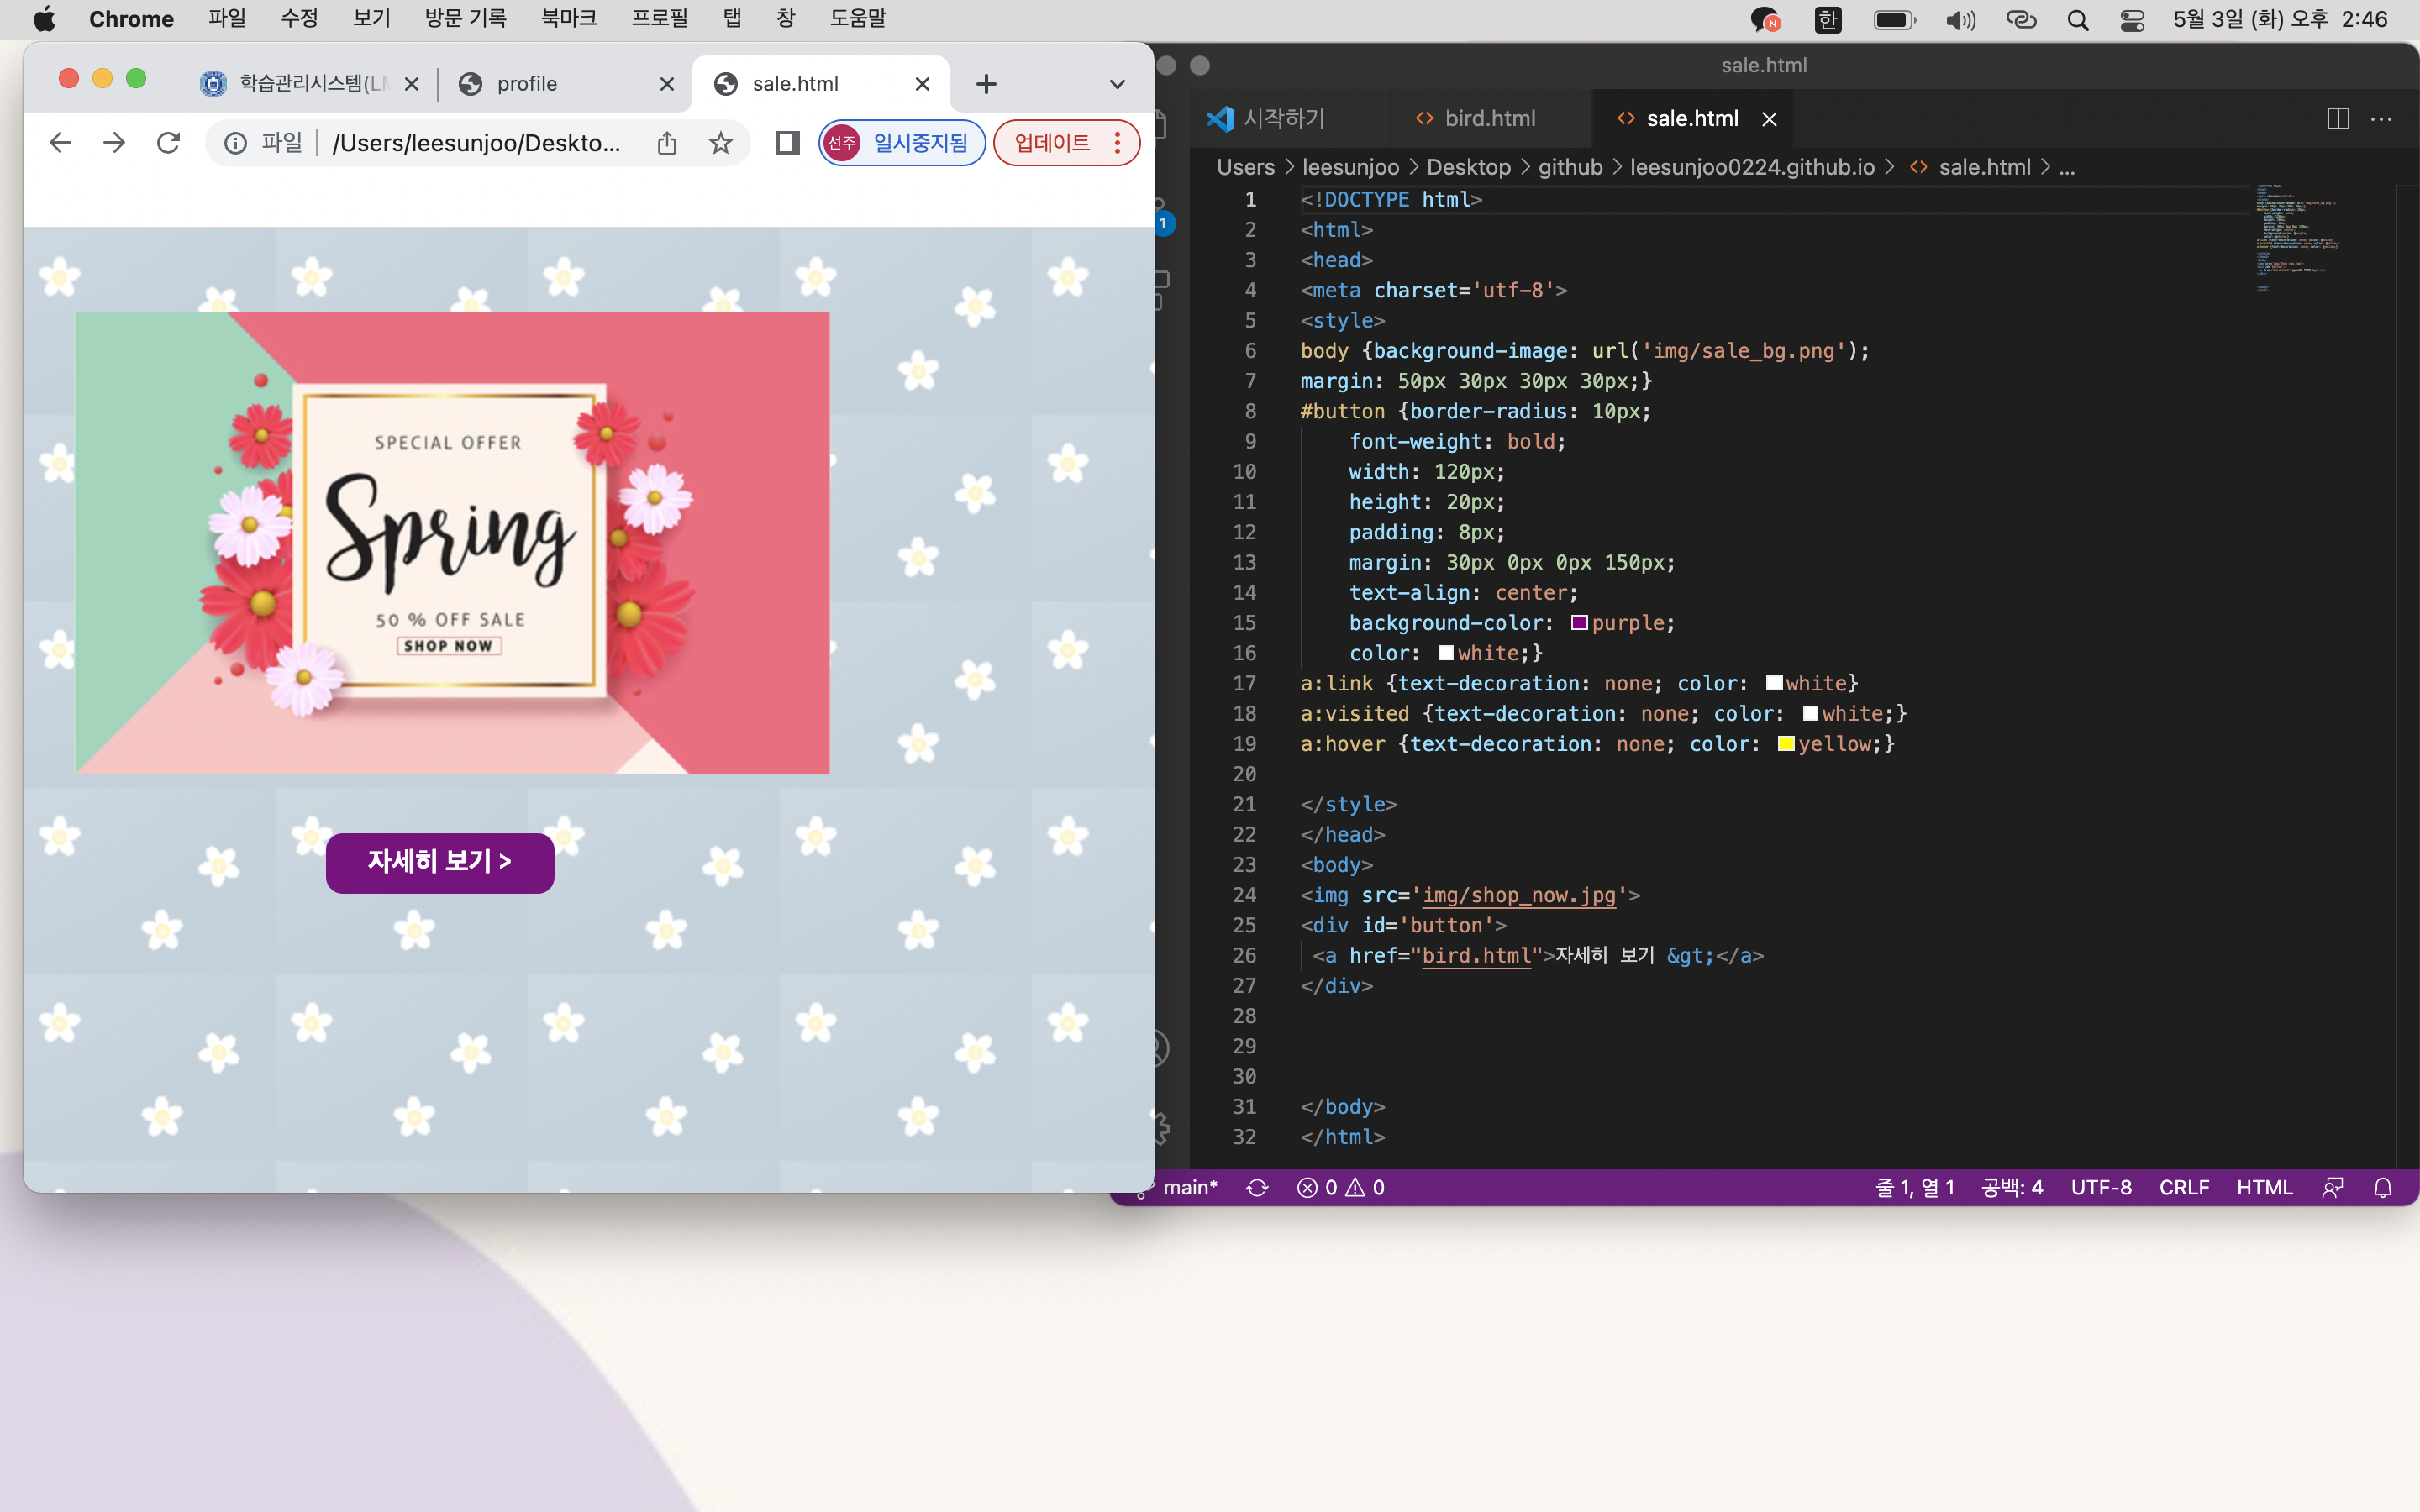 Chrome 파일 수정 보기 방문 기록 북마크 프로필 탭 창 도움말 N 한 5월 3일 (화) 오후 2:46
학습관리시스템(LM profile sale.html
파일 /Users/leesunjoo/Deskto... 선주 일시중지됨 업데이트
SPECIAL OFFER
Spring
50 % OFF SALE
SHOP NOW
자세히 보기 >
sale.html
시작하기 bird.html sale.html
Users > leesunjoo > Desktop > github > leesunjoo0224.github.io > <> sale.html > ...
1
1 <!DOCTYPE html>
2 <html>
3 <head>
4 <meta charset='utf-8'>
5 <style>
6 body {background-image: url('img/sale_bg.png');
7 margin: 50px 30px 30px 30px;}
8 #button {border-radius: 10px;
9 font-weight: bold;
10 width: 120px;
11 height: 20px;
12 padding: 8px;
13 margin: 30px 0px 0px 150px;
14 text-align: center;
15 background-color: purple;
16 color: white;}
17 a:link {text-decoration: none; color: white}
18 a:visited {text-decoration: none; color: white;}
19 a:hover {text-decoration: none; color: yellow;}
20
21 </style>
22 </head>
23 <body>
24 <img src='img/shop_now.jpg'>
25 <div id='button'>
26 <a href="bird.html">자세히 보기 &gt;</a>
27 </div>
28
29
30
31 </body>
32 </html>
main* 0 0 줄 1, 열 1 공백: 4 UTF-8 CRLF HTML